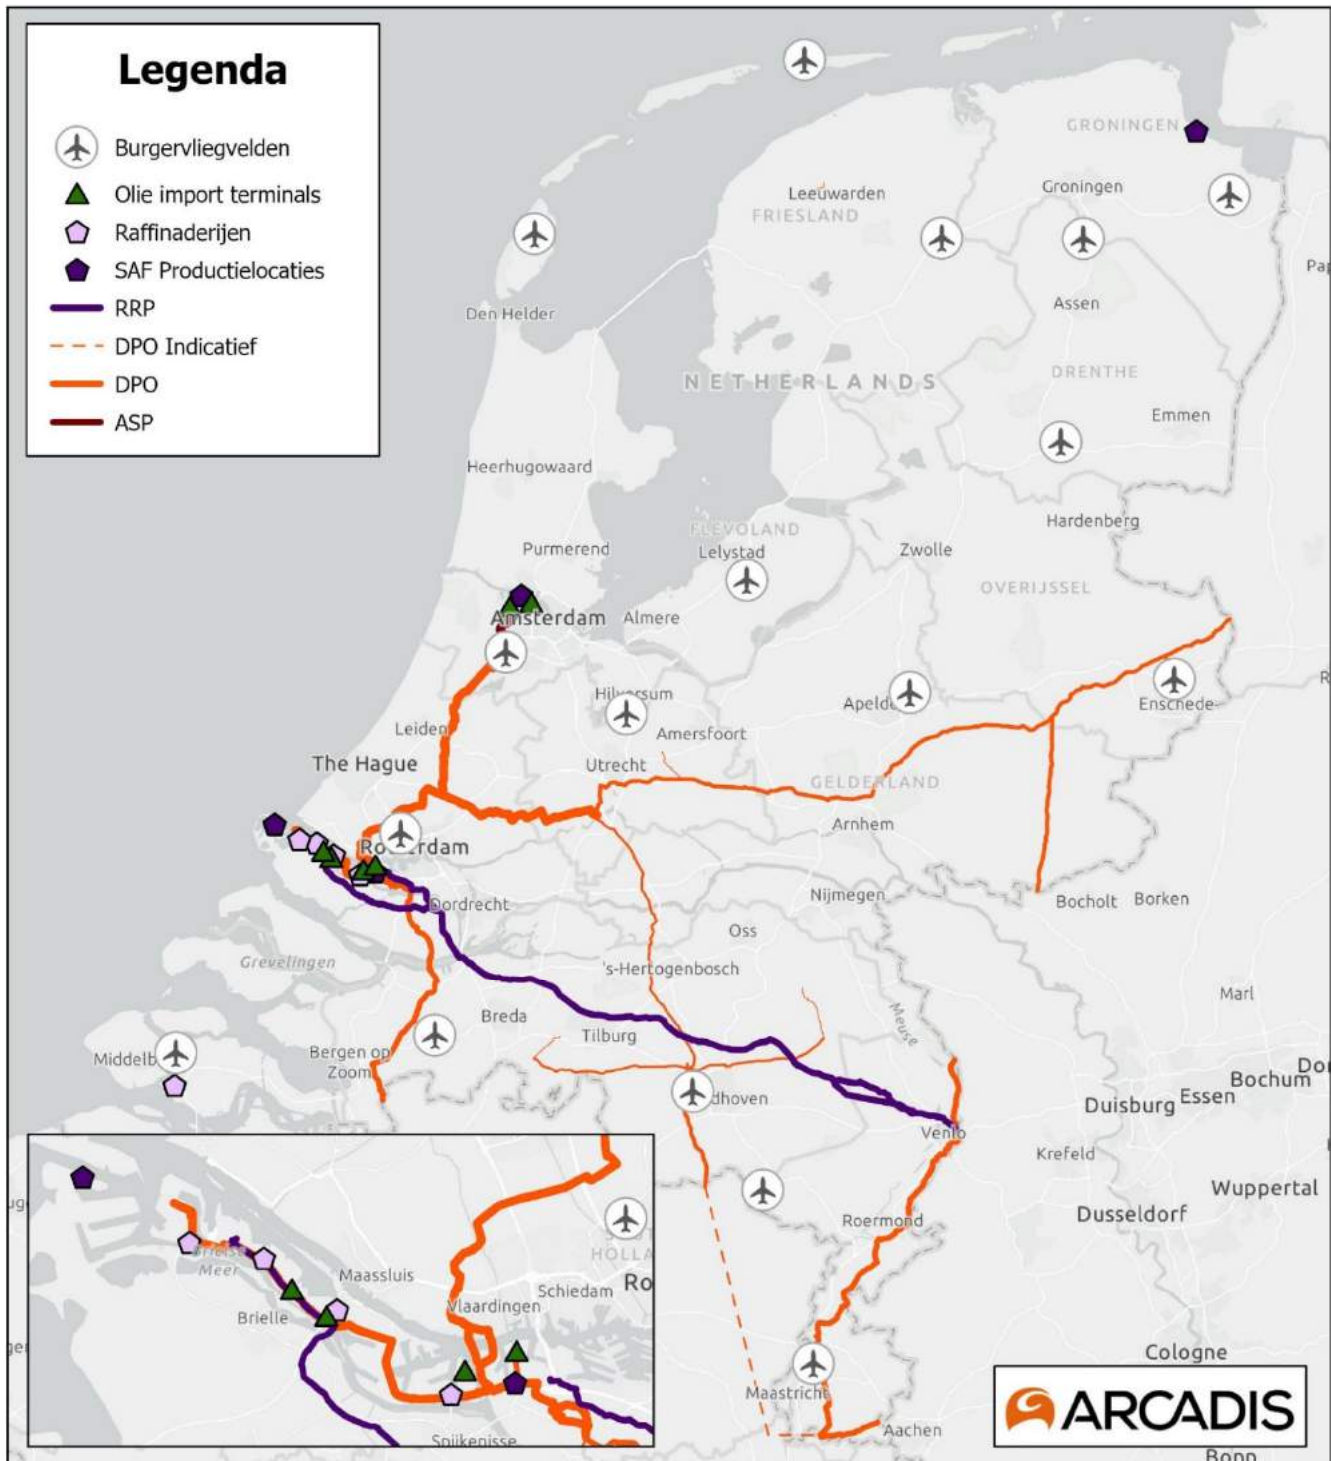 Legenda
Burgervliegvelden
Olie import terminals
Raffinaderijen
SAF Productielocaties
RRP
DPO Indicatief
DPO
ASP
GRONINGEN
Groningen
Leeuwarden
FRIESLAND
Assen
Den Helder
DRENTHE
NETHERLANDS
Emmen
Heerhugowaard
Hardenberg
FLEVOLAND
Purmerend
Lelystad
Zwolle
OVERIJSSEL
Amsterdam
Almere
Hilversum
Enschede
Leiden
Amersfoort
The Hague
Utrecht
GELDERLAND
Arnhem
Dordrecht
Nijmegen
Bocholt
Borken
Oss
Grevelingen
's-Hertogenbosch
Marl
Meuse
Breda
Tilburg
Bergen op
Zoom
Bochum
Essen
Duisburg
Venlo
Krefeld
Wuppertal
Dusseldorf
Roermond
Maassluis
Meer
Schiedam
Brielle
Vlaardingen
Spijkenisse
Cologne
Maastricht
Aachen
ARCADIS